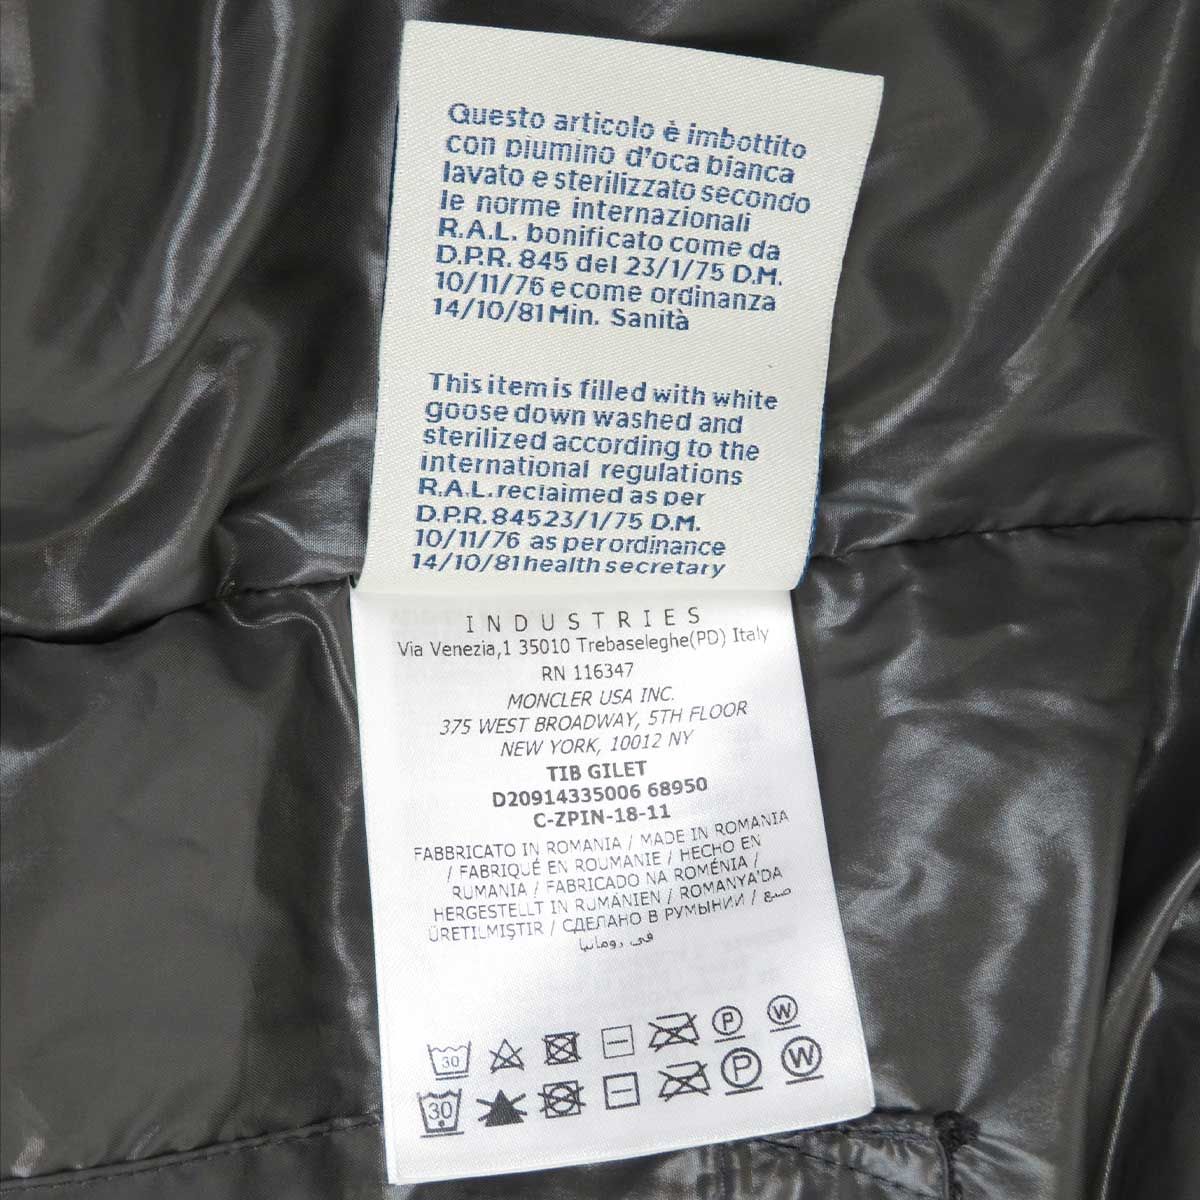 Questo articolo è imbottito
con piumino d'oca bianca
lavato e sterilizzato secondo
le norme internazionali
R.A.L. bonificato come da
D.P.R. 845 del 23/1/75 D.M.
10/11/76 e come ordinanza
14/10/81 Min. Sanità
This item is filled with white
goose down washed and
sterilized according to the
international regulations
R.A.L. reclaimed as per
D.P.R. 84523/1/75 D.M.
10/11/76 as per ordinance
14/10/81 health secretary
INDUSTRIES
Via Venezia,1 35010 Trebaseleghe(PD) Italy
RN 116347
MONCLER USA INC.
375 WEST BROADWAY, 5TH FLOOR
NEW YORK, 10012 NY
TIB GILET
D20914335006 68950
C-ZPIN-18-11
FABBRICATO IN ROMANIA / MADE IN ROMANIA
/ FABRIQUÉ EN ROUMANIE / HECHO EN
RUMANIA / FABRICADO NA ROMÉNIA /
HERGESTELLT IN RUMÄNIEN / ROMANYA'DA
ÜRETILMIŞTIR / СДЕЛАНО В РУМЫНИИ / صنع
في رومانيا
30 P W
30 P W